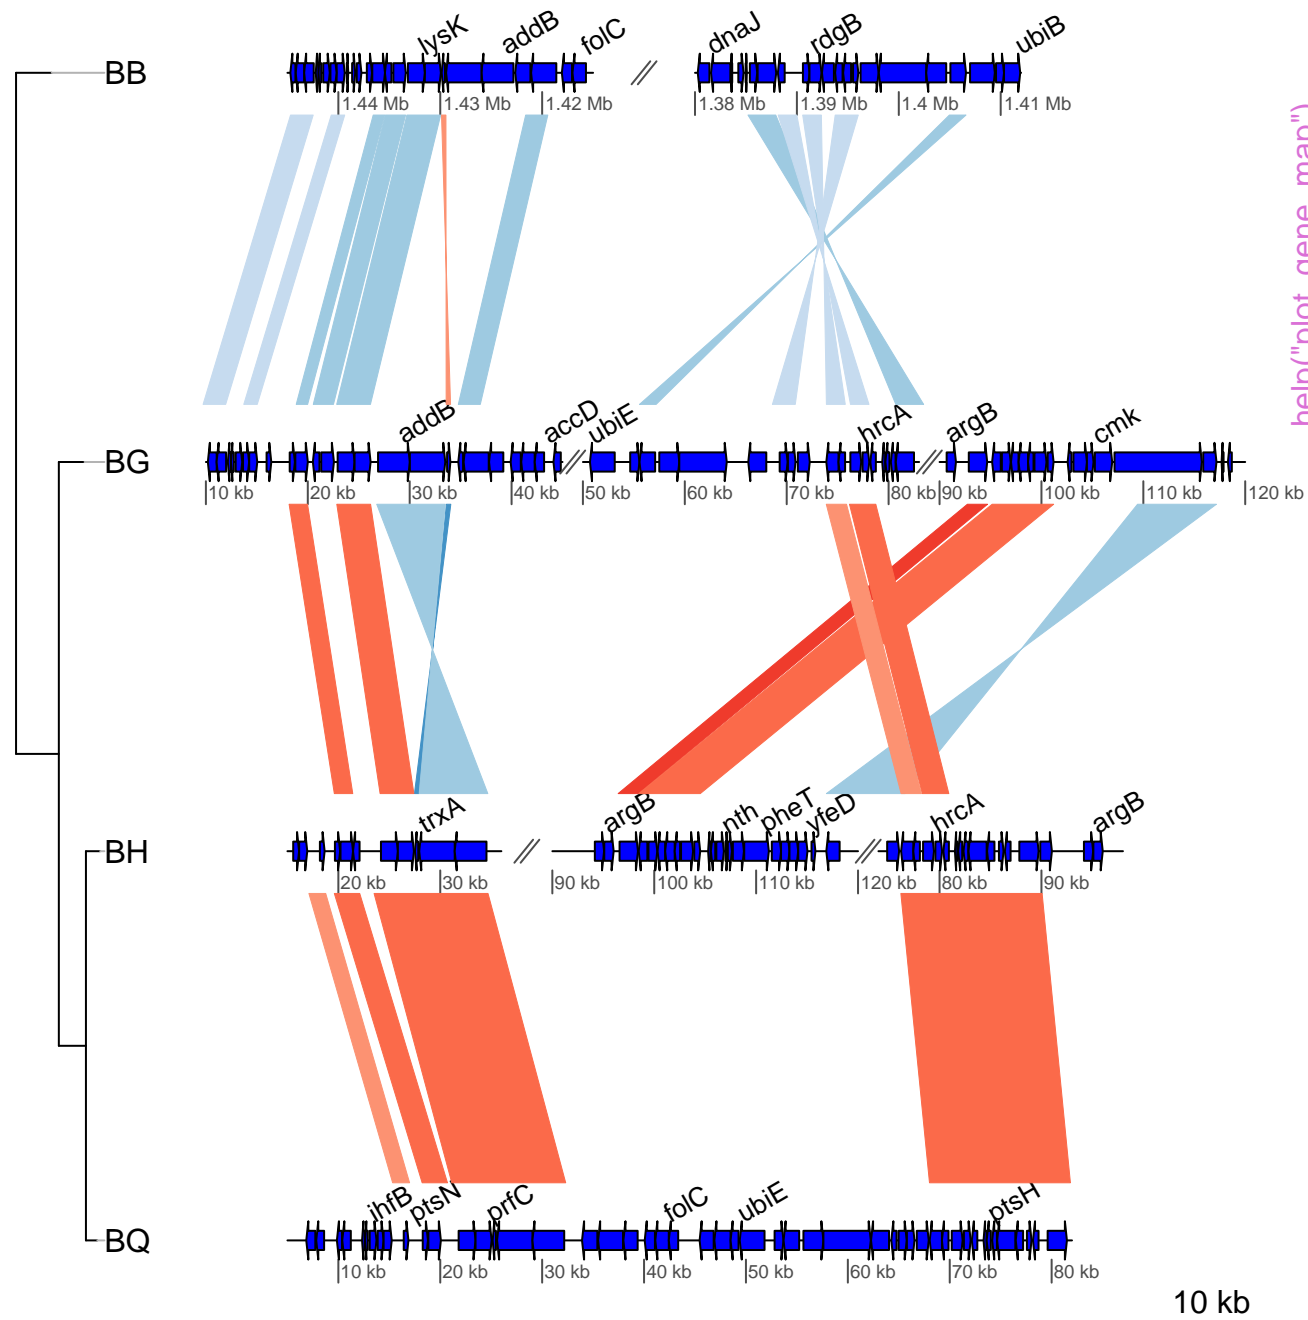 lysK addB folC dnaJ rdgB ubiB
BB
1.44 Mb 1.43 Mb 1.42 Mb 1.38 Mb 1.39 Mb 1.4 Mb 1.41 Mb
help("plot_gene_map")
addB accD ubiE hrcA argB cmk
BG
10 kb 20 kb 30 kb 40 kb 50 kb 60 kb 70 kb 80 kb 90 kb 100 kb 110 kb 120 kb
trxA argB nth pheT yfeD hrcA argB
BH
20 kb 30 kb 90 kb 100 kb 110 kb 120 kb 80 kb 90 kb
ihfB ptsN prfC folC ubiE ptsH
BQ
10 kb 20 kb 30 kb 40 kb 50 kb 60 kb 70 kb 80 kb
10 kb